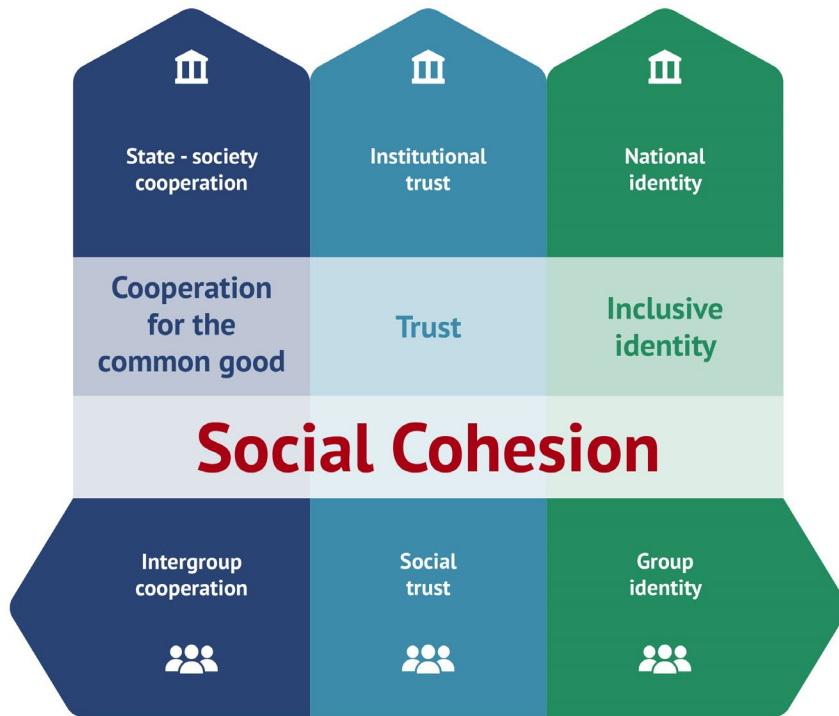 State - society
cooperation
Institutional
trust
National
identity
Cooperation
for the
common good
Trust
Inclusive
identity
Social Cohesion
Intergroup
cooperation
Social
trust
Group
identity